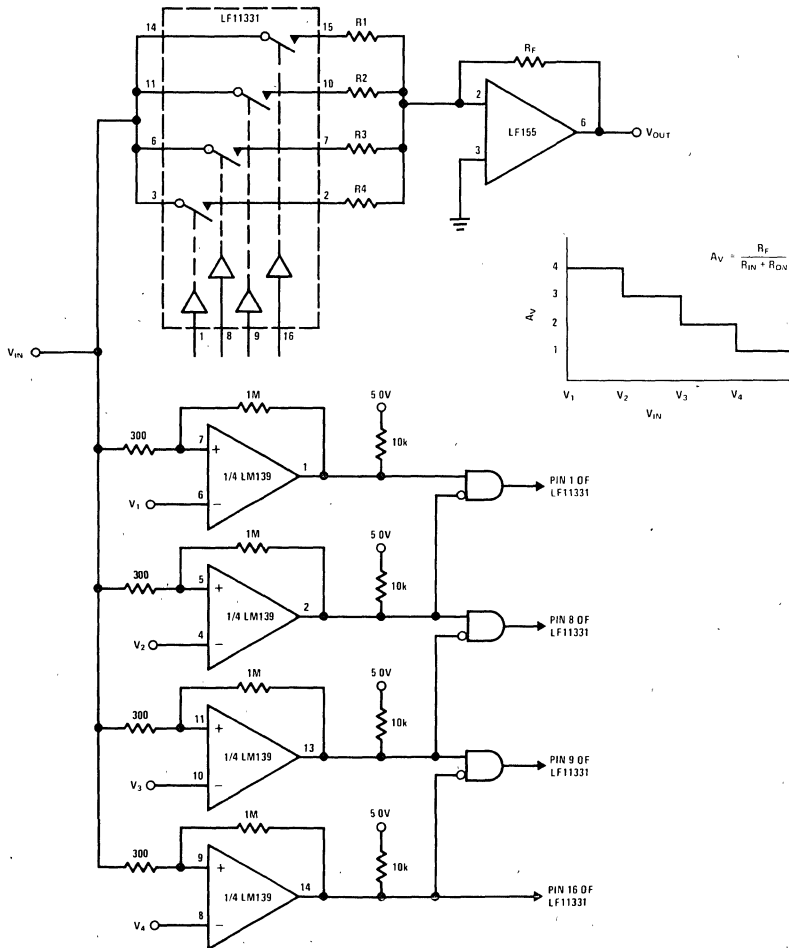 LF11331
14
15
R1
11
10
R2
6
7
R3
3
2
R4
1
8
9
16
RF
2
LF155
6
VOUT
3
AV = RF / (RIN + RON)
4
3
2
1
AV
V1
V2
V3
V4
VIN
VIN
1M
5 0V
300
7
+
10k
1/4 LM139
1
PIN 1 OF
LF11331
V1
6
−
1M
5 0V
300
5
+
10k
1/4 LM139
2
PIN 8 OF
LF11331
V2
4
−
1M
5 0V
300
11
+
10k
1/4 LM139
13
PIN 9 OF
LF11331
V3
10
−
1M
5 0V
300
9
+
10k
1/4 LM139
14
PIN 16 OF
LF11331
V4
8
−